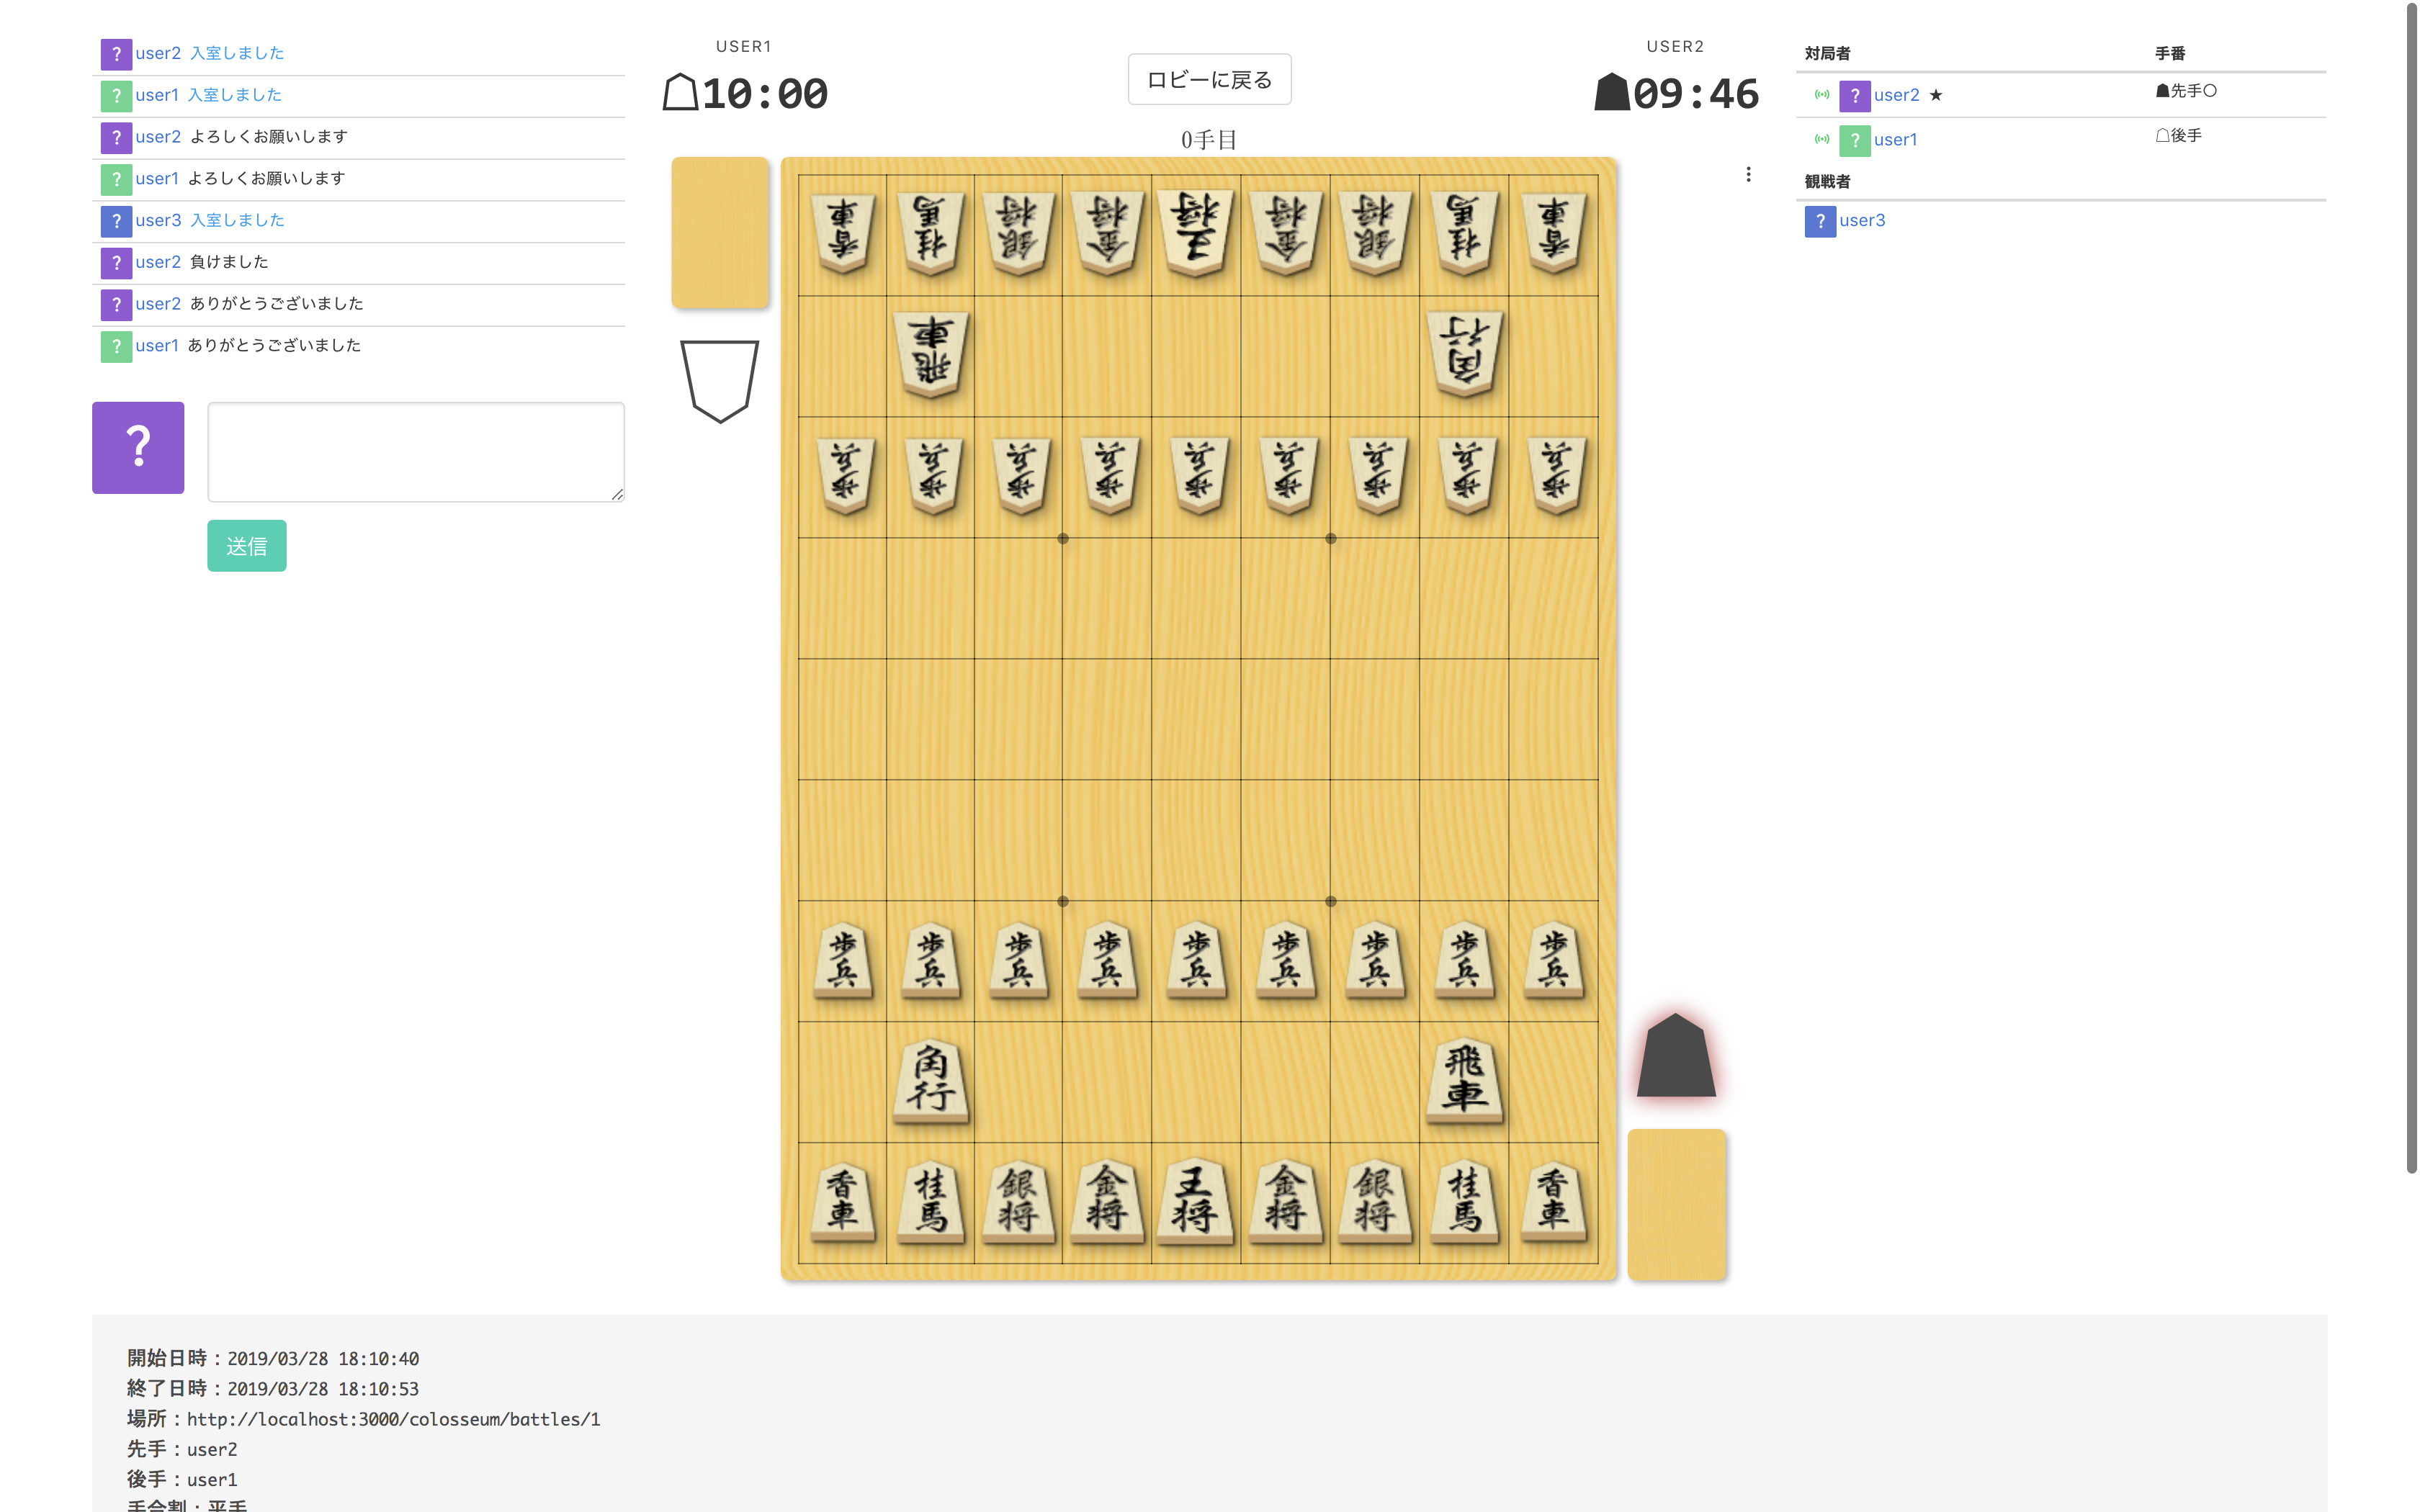 ? user2 入室しました
? user1 入室しました
? user2 よろしくお願いします
? user1 よろしくお願いします
? user3 入室しました
? user2 負けました
? user2 ありがとうございました
? user1 ありがとうございました
?
送信
USER1
10:00
ロビーに戻る
0手目
USER2
09:46
香車 桂馬 銀将 金将 王将 金将 銀将 桂馬 香車
飛車 角行
歩兵 歩兵 歩兵 歩兵 歩兵 歩兵 歩兵 歩兵 歩兵
歩兵 歩兵 歩兵 歩兵 歩兵 歩兵 歩兵 歩兵 歩兵
角行 飛車
香車 桂馬 銀将 金将 王将 金将 銀将 桂馬 香車
対局者 手番
? user2 ★ ☗先手○
? user1 ☖後手
観戦者
? user3
開始日時：2019/03/28 18:10:40
終了日時：2019/03/28 18:10:53
場所：http://localhost:3000/colosseum/battles/1
先手：user2
後手：user1
手合割：平手